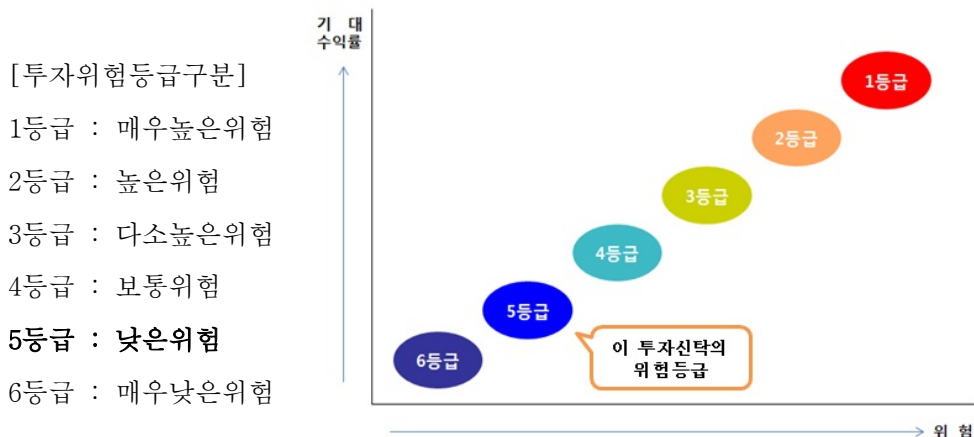 [투자위험등급구분]
1등급 : 매우높은위험
2등급 : 높은위험
3등급 : 다소높은위험
4등급 : 보통위험
5등급 : 낮은위험
6등급 : 매우낮은위험
기 대
수익률
1등급
2등급
3등급
4등급
5등급
6등급
이 투자신탁의
위험등급
위 험